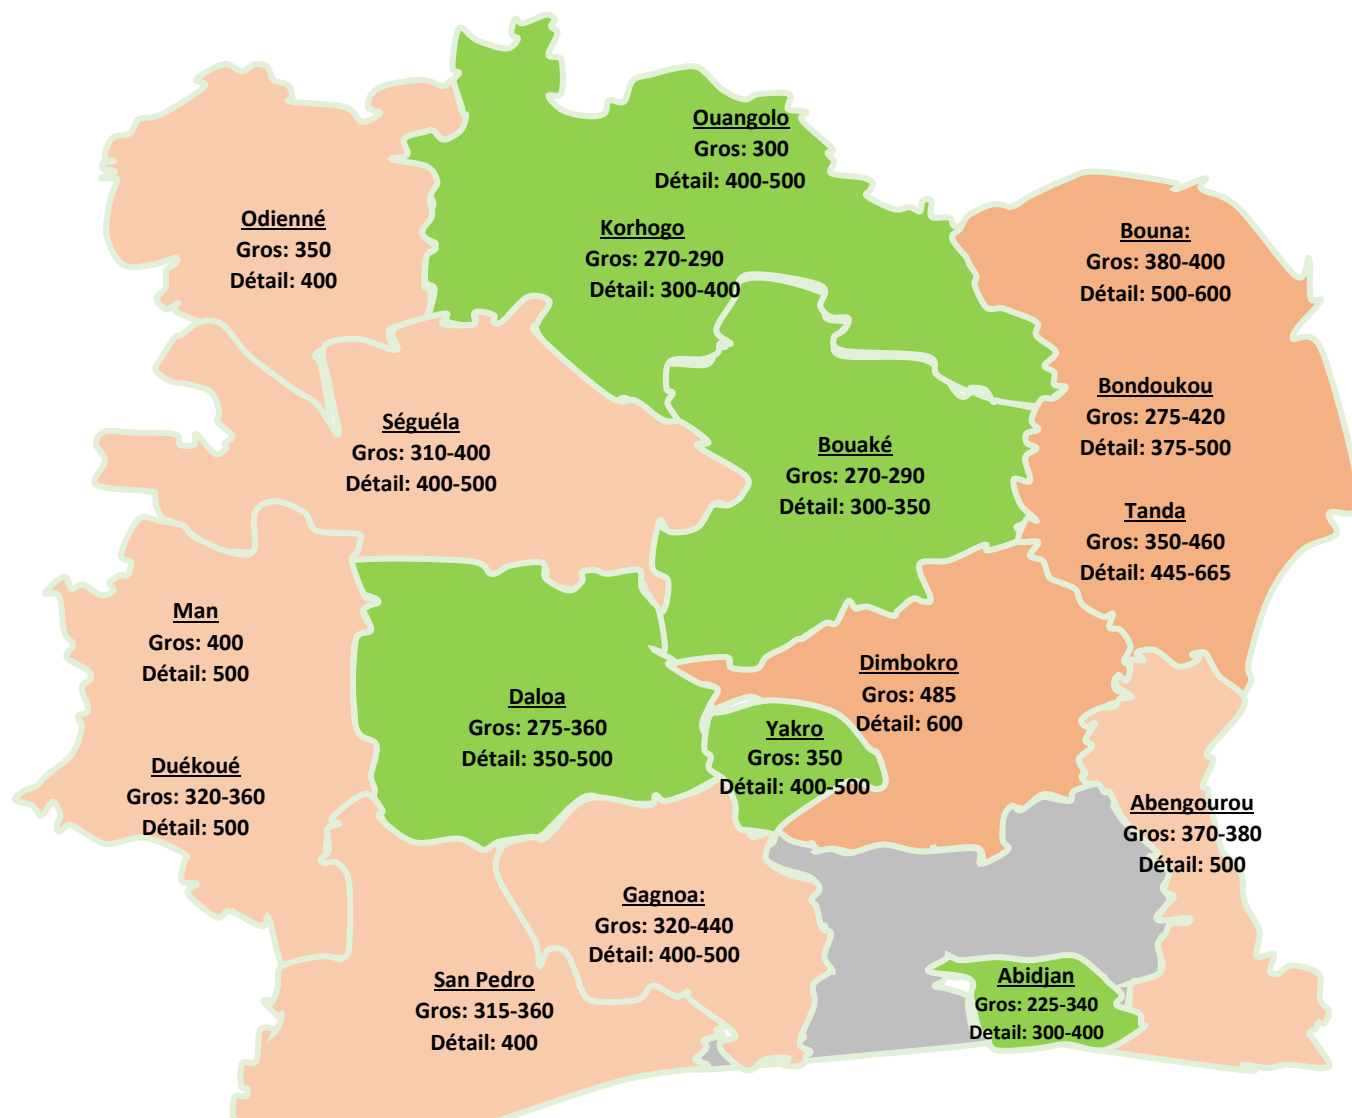 Ouangolo
Gros: 300
Détail: 400-500
Odienné
Gros: 350
Détail: 400
Korhogo
Gros: 270-290
Détail: 300-400
Bouna:
Gros: 380-400
Détail: 500-600
Séguéla
Gros: 310-400
Détail: 400-500
Bouaké
Gros: 270-290
Détail: 300-350
Bondoukou
Gros: 275-420
Détail: 375-500
Tanda
Gros: 350-460
Détail: 445-665
Man
Gros: 400
Détail: 500
Daloa
Gros: 275-360
Détail: 350-500
Dimbokro
Gros: 485
Détail: 600
Yakro
Gros: 350
Détail: 400-500
Duékoué
Gros: 320-360
Détail: 500
Abengourou
Gros: 370-380
Détail: 500
Gagnoa:
Gros: 320-440
Détail: 400-500
San Pedro
Gros: 315-360
Détail: 400
Abidjan
Gros: 225-340
Detail: 300-400